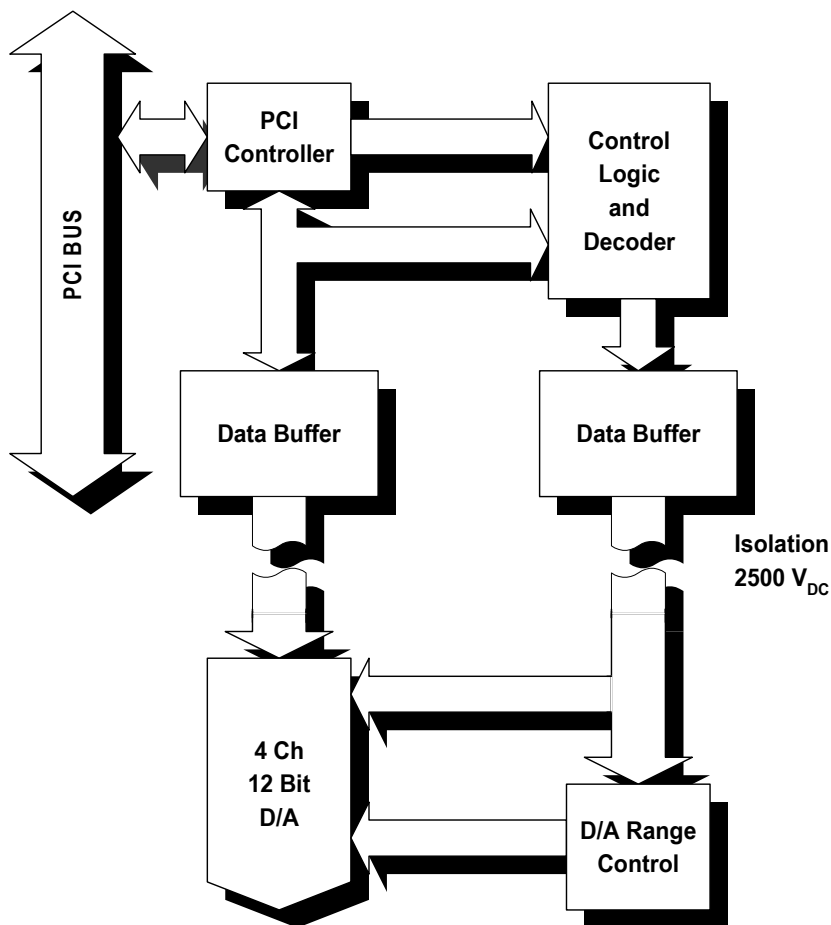 PCI BUS
PCI
Controller
Control
Logic
and
Decoder
Data Buffer
Data Buffer
Isolation
2500 V_DC
4 Ch
12 Bit
D/A
D/A Range
Control